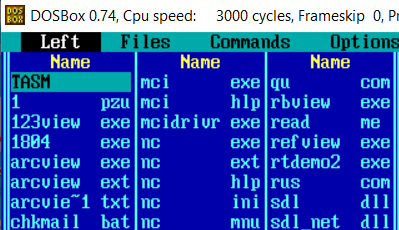 DOSBox 0.74, Cpu speed: 3000 cycles, Frameskip 0, Pr
Left Files Commands Options
Name Name Name
TASM mci exe qu com
1 pzu mci hlp rbview exe
123view exe mcidrivr exe read me
1804 exe nc exe refview exe
arcview exe nc ext rtdemo2 exe
arcview ext nc hlp rus com
arcvie~1 txt nc ini sdl dll
chkmail bat nc mnu sdl_net dll